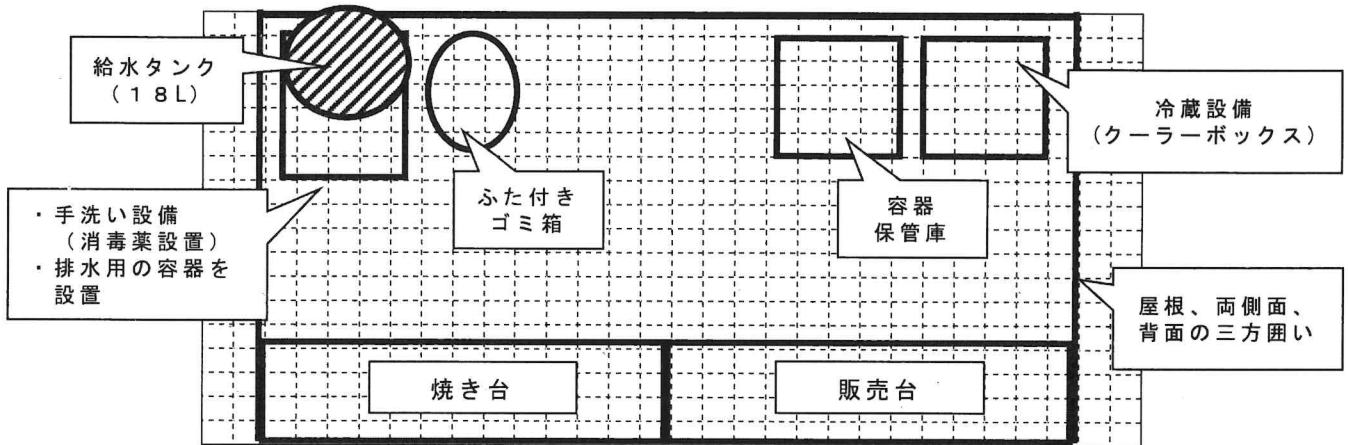 給水タンク
（１８Ｌ）
・手洗い設備
（消毒薬設置）
・排水用の容器を
設置
ふた付き
ゴミ箱
容器
保管庫
冷蔵設備
（クーラーボックス）
屋根、両側面、
背面の三方囲い
焼き台
販売台